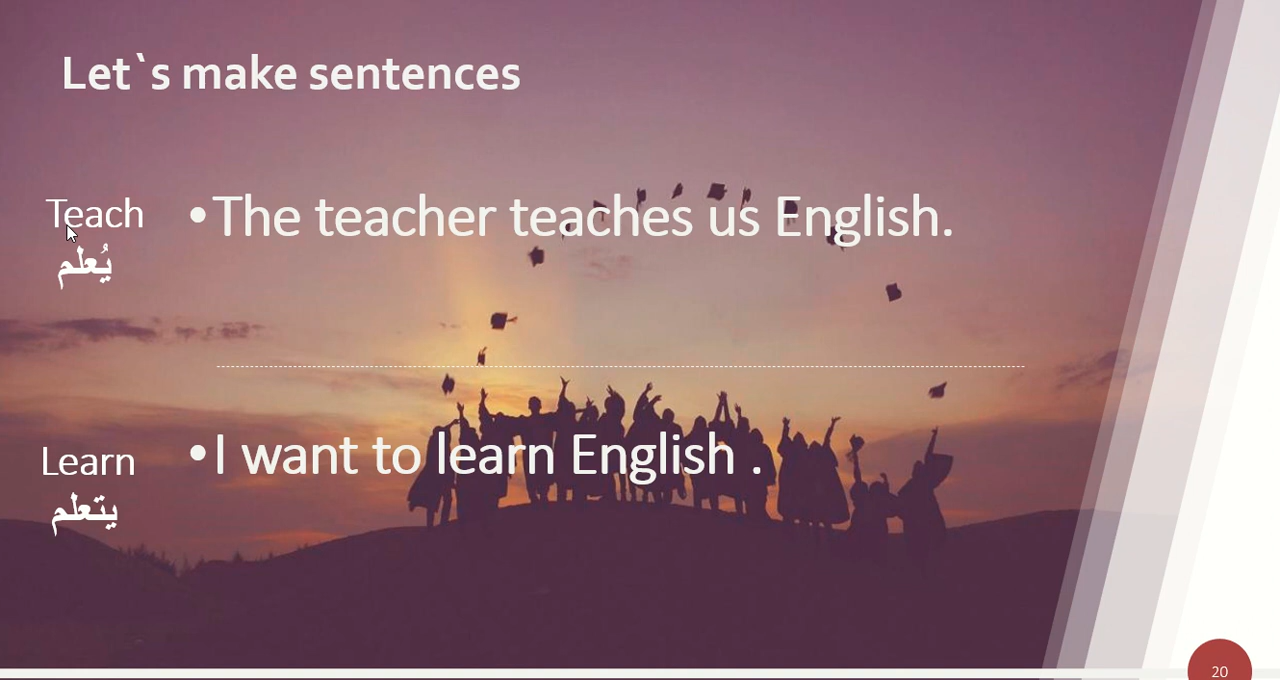 Let`s make sentences
Teach
يُعلم
•The teacher teaches us English.
Learn
يتعلم
•I want to learn English .
20